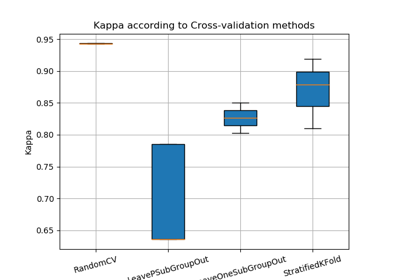 Kappa according to Cross-validation methods
0.95
0.90
0.85
0.80
0.75
0.70
0.65
Kappa
RandomCV
LeavePSubGroupOut
LeaveOneSubGroupOut
StratifiedKFold